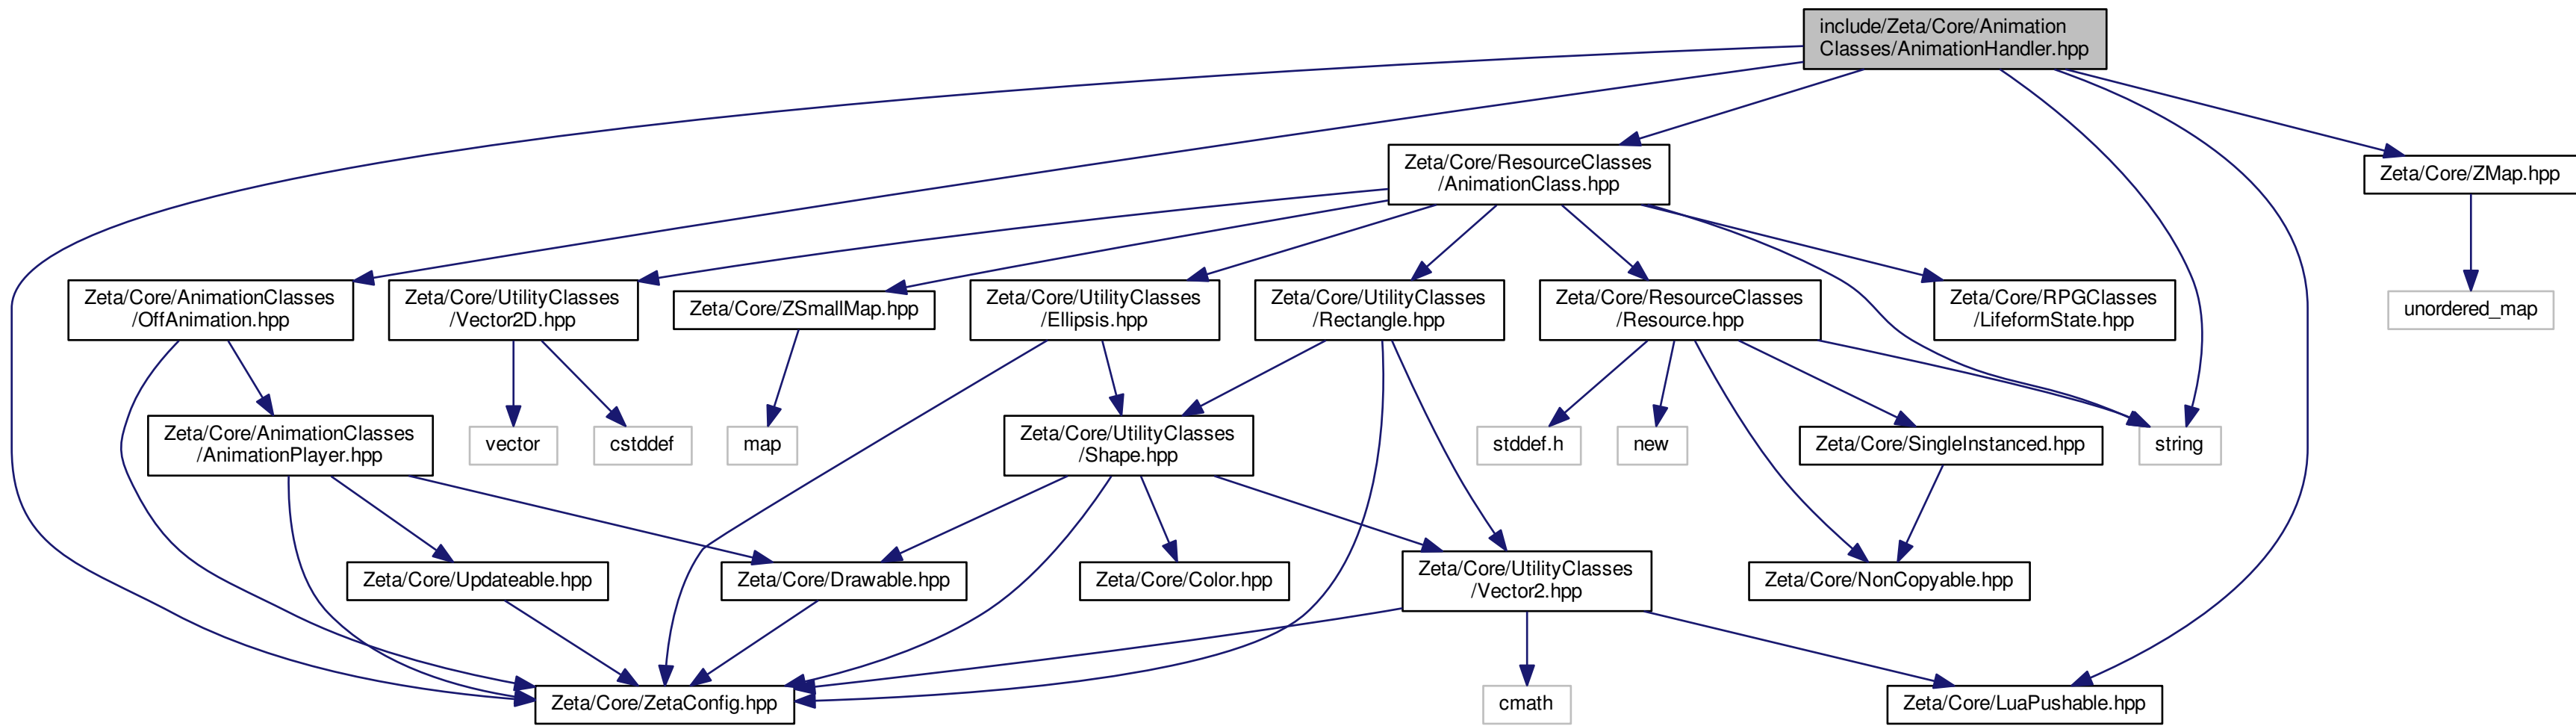 include/Zeta/Core/Animation
Classes/AnimationHandler.hpp
Zeta/Core/ResourceClasses
/AnimationClass.hpp
Zeta/Core/ZMap.hpp
Zeta/Core/AnimationClasses
/OffAnimation.hpp
Zeta/Core/UtilityClasses
/Vector2D.hpp
Zeta/Core/ZSmallMap.hpp
Zeta/Core/UtilityClasses
/Ellipsis.hpp
Zeta/Core/UtilityClasses
/Rectangle.hpp
Zeta/Core/ResourceClasses
/Resource.hpp
Zeta/Core/RPGClasses
/LifeformState.hpp
unordered_map
Zeta/Core/AnimationClasses
/AnimationPlayer.hpp
vector
cstddef
map
Zeta/Core/UtilityClasses
/Shape.hpp
stddef.h
new
Zeta/Core/SingleInstanced.hpp
string
Zeta/Core/Updateable.hpp
Zeta/Core/Drawable.hpp
Zeta/Core/Color.hpp
Zeta/Core/UtilityClasses
/Vector2.hpp
Zeta/Core/NonCopyable.hpp
Zeta/Core/ZetaConfig.hpp
cmath
Zeta/Core/LuaPushable.hpp